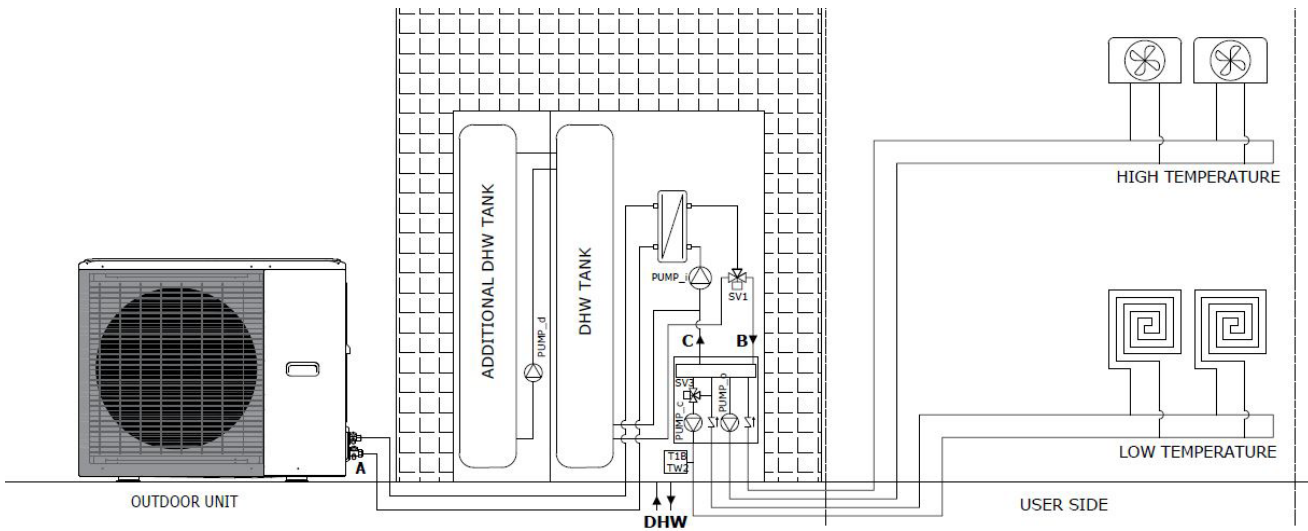 HIGH TEMPERATURE
ADDITIONAL DHW TANK
DHW TANK
PUMP_i
SV1
PUMP_d
C
B
SV3
PUMP_c
PUMP_o
LOW TEMPERATURE
T1B
TW2
A
OUTDOOR UNIT
USER SIDE
DHW